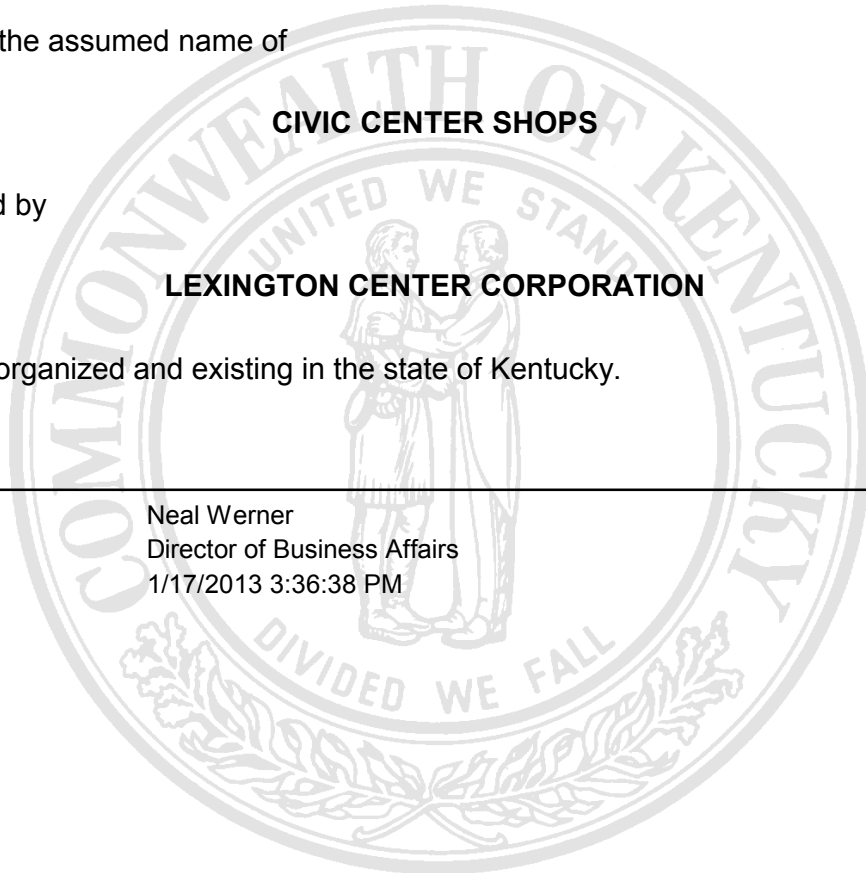 the assumed name of
CIVIC CENTER SHOPS
d by
LEXINGTON CENTER CORPORATION
organized and existing in the state of Kentucky.
Neal Werner
Director of Business Affairs
1/17/2013 3:36:38 PM
COMMONWEALTH OF KENTUCKY
UNITED WE STAND
DIVIDED WE FALL